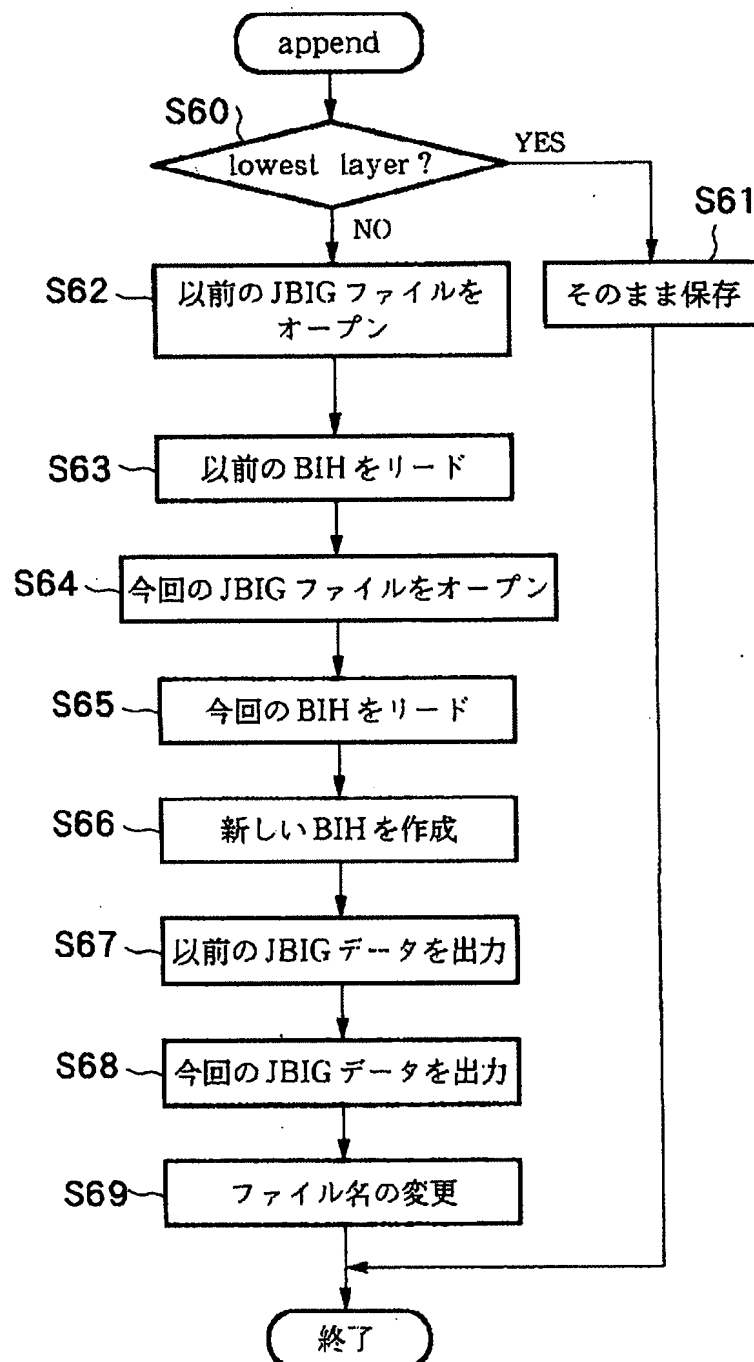 append
S60
lowest layer?
YES
NO
S61
そのまま保存
S62
以前のJBIGファイルを
オープン
S63
以前のBIHをリード
S64
今回のJBIGファイルをオープン
S65
今回のBIHをリード
S66
新しいBIHを作成
S67
以前のJBIGデータを出力
S68
今回のJBIGデータを出力
S69
ファイル名の変更
終了